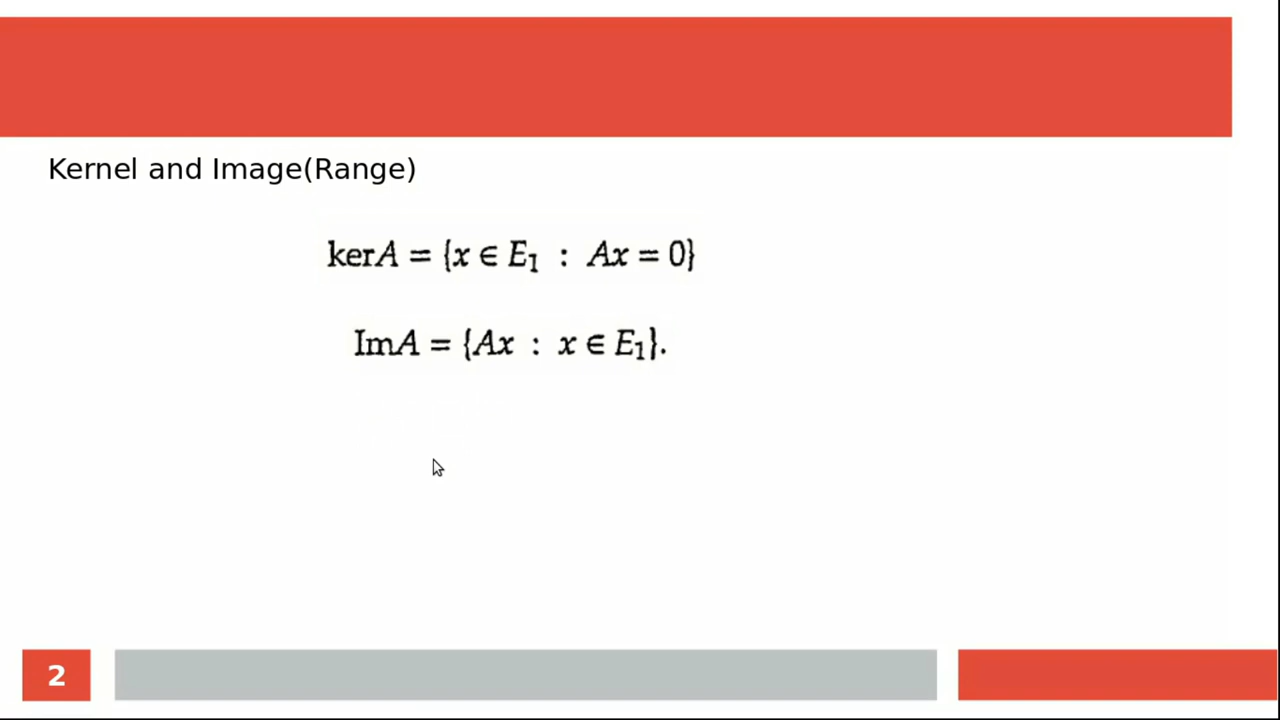 Kernel and Image(Range)
kerA = {x ∈ E₁ : Ax = 0}
ImA = {Ax : x ∈ E₁}.
2